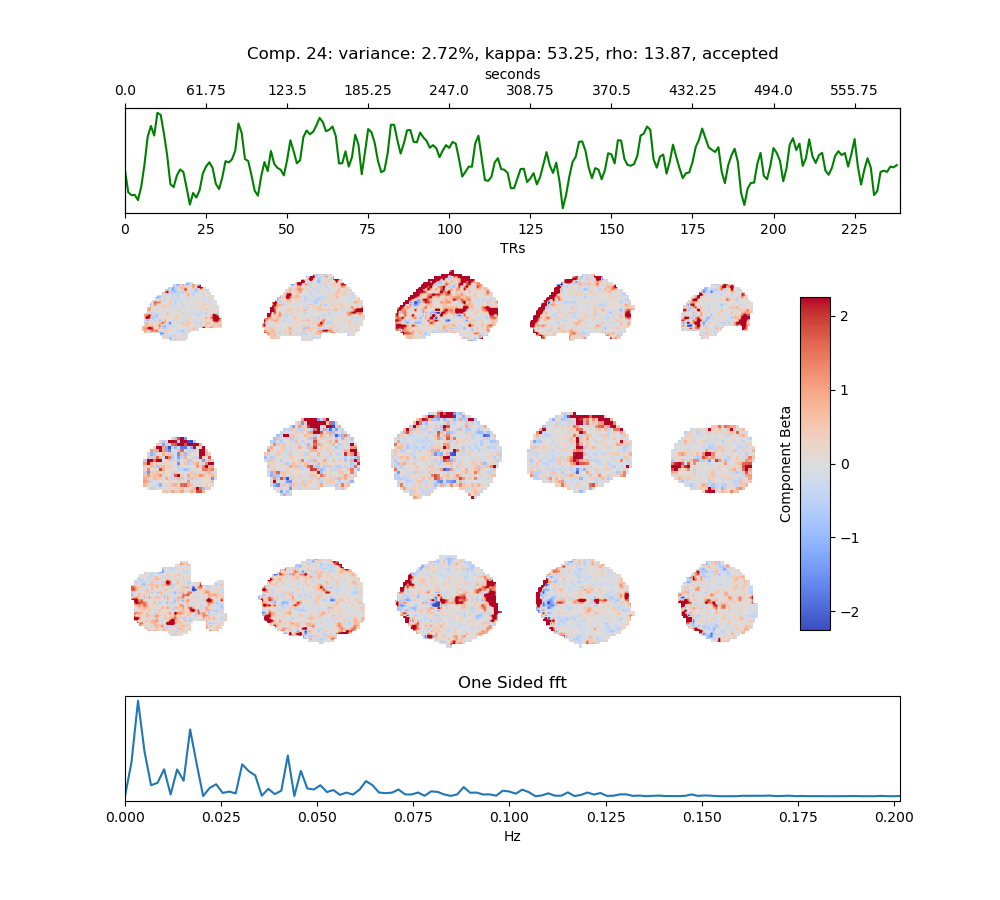 Comp. 24: variance: 2.72%, kappa: 53.25, rho: 13.87, accepted
seconds
0.0 61.75 123.5 185.25 247.0 308.75 370.5 432.25 494.0 555.75
0 25 50 75 100 125 150 175 200 225
TRs
2
1
0
−1
−2
Component Beta
One Sided fft
0.000 0.025 0.050 0.075 0.100 0.125 0.150 0.175 0.200
Hz